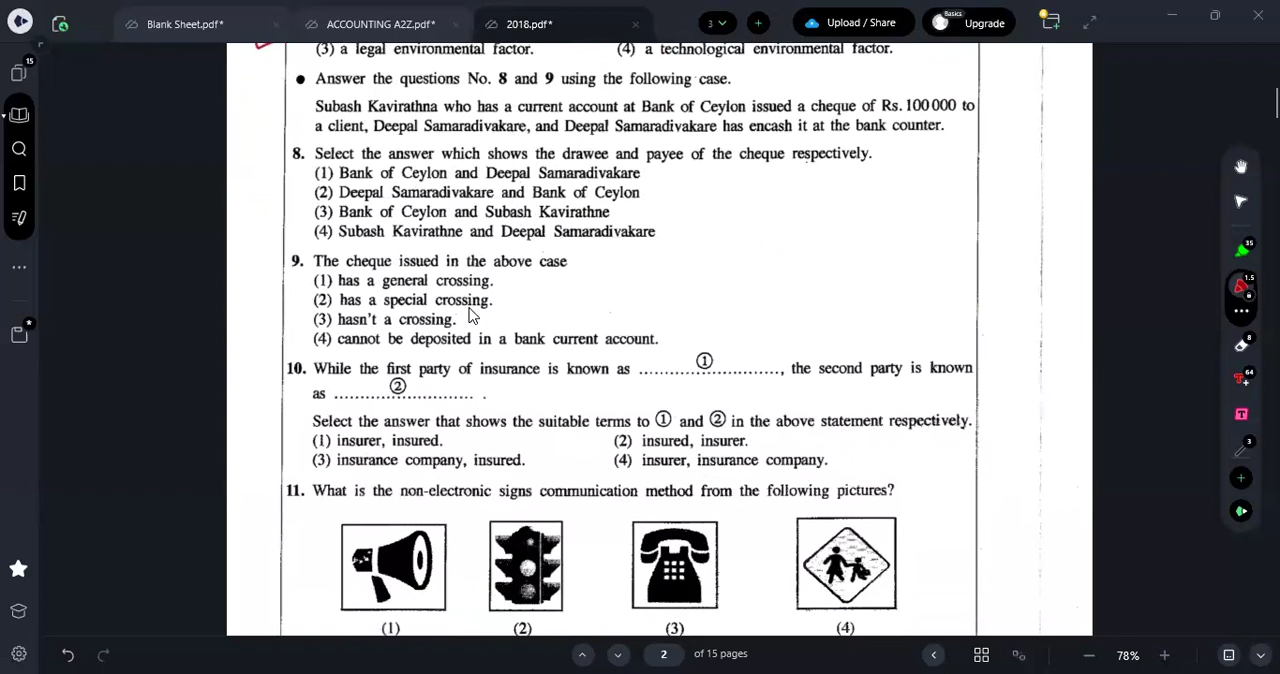 Blank Sheet.pdf*
ACCOUNTING A2Z.pdf*
2018.pdf*
3
Upload / Share
Basics
Upgrade
(3) a legal environmental factor. (4) a technological environmental factor.
● Answer the questions No. 8 and 9 using the following case.
Subash Kavirathna who has a current account at Bank of Ceylon issued a cheque of Rs. 100 000 to
a client, Deepal Samaradivakare, and Deepal Samaradivakare has encash it at the bank counter.
8. Select the answer which shows the drawee and payee of the cheque respectively.
(1) Bank of Ceylon and Deepal Samaradivakare
(2) Deepal Samaradivakare and Bank of Ceylon
(3) Bank of Ceylon and Subash Kavirathne
(4) Subash Kavirathne and Deepal Samaradivakare
9. The cheque issued in the above case
(1) has a general crossing.
(2) has a special crossing.
(3) hasn't a crossing.
(4) cannot be deposited in a bank current account.
10. While the first party of insurance is known as ..........①.........., the second party is known
as ..........②.......... .
Select the answer that shows the suitable terms to ① and ② in the above statement respectively.
(1) insurer, insured. (2) insured, insurer.
(3) insurance company, insured. (4) insurer, insurance company.
11. What is the non-electronic signs communication method from the following pictures?
(1) (2) (3) (4)
15
35
1.5
8
64
T
3
2 of 15 pages
78%